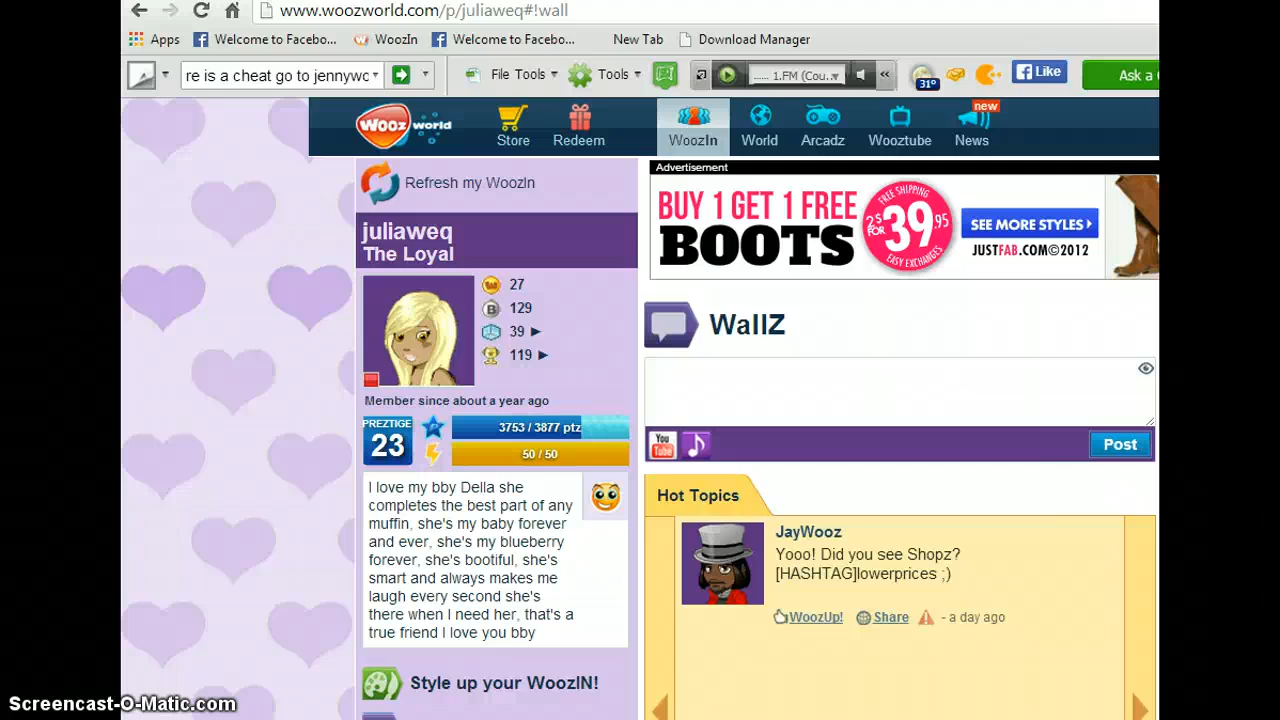 www.woozworld.com/p/juliaweq#!wall
Apps Welcome to Facebo... WoozIn Welcome to Facebo... New Tab Download Manager
re is a cheat go to jennywo File Tools Tools ..... 1.FM (Cou. 31° Like Ask a
Wooz world Store Redeem WoozIn World Arcadz Wooztube News new
Refresh my WoozIn
juliaweq
The Loyal
27
B 129
39
119
Member since about a year ago
PREZTIGE
23
3753 / 3877 ptz
50 / 50
I love my bby Della she
completes the best part of any
muffin, she's my baby forever
and ever, she's my blueberry
forever, she's bootiful, she's
smart and always makes me
laugh every second she's
there when I need her, that's a
true friend I love you bby
Style up your WoozIN!
Advertisement
BUY 1 GET 1 FREE
BOOTS
FREE SHIPPING
2 FOR $39.95
EASY EXCHANGES
SEE MORE STYLES
JUSTFAB.COM©2012
WallZ
You Tube
Post
Hot Topics
JayWooz
Yooo! Did you see Shopz?
[HASHTAG]lowerprices ;)
WoozUp! Share - a day ago
Screencast-O-Matic.com